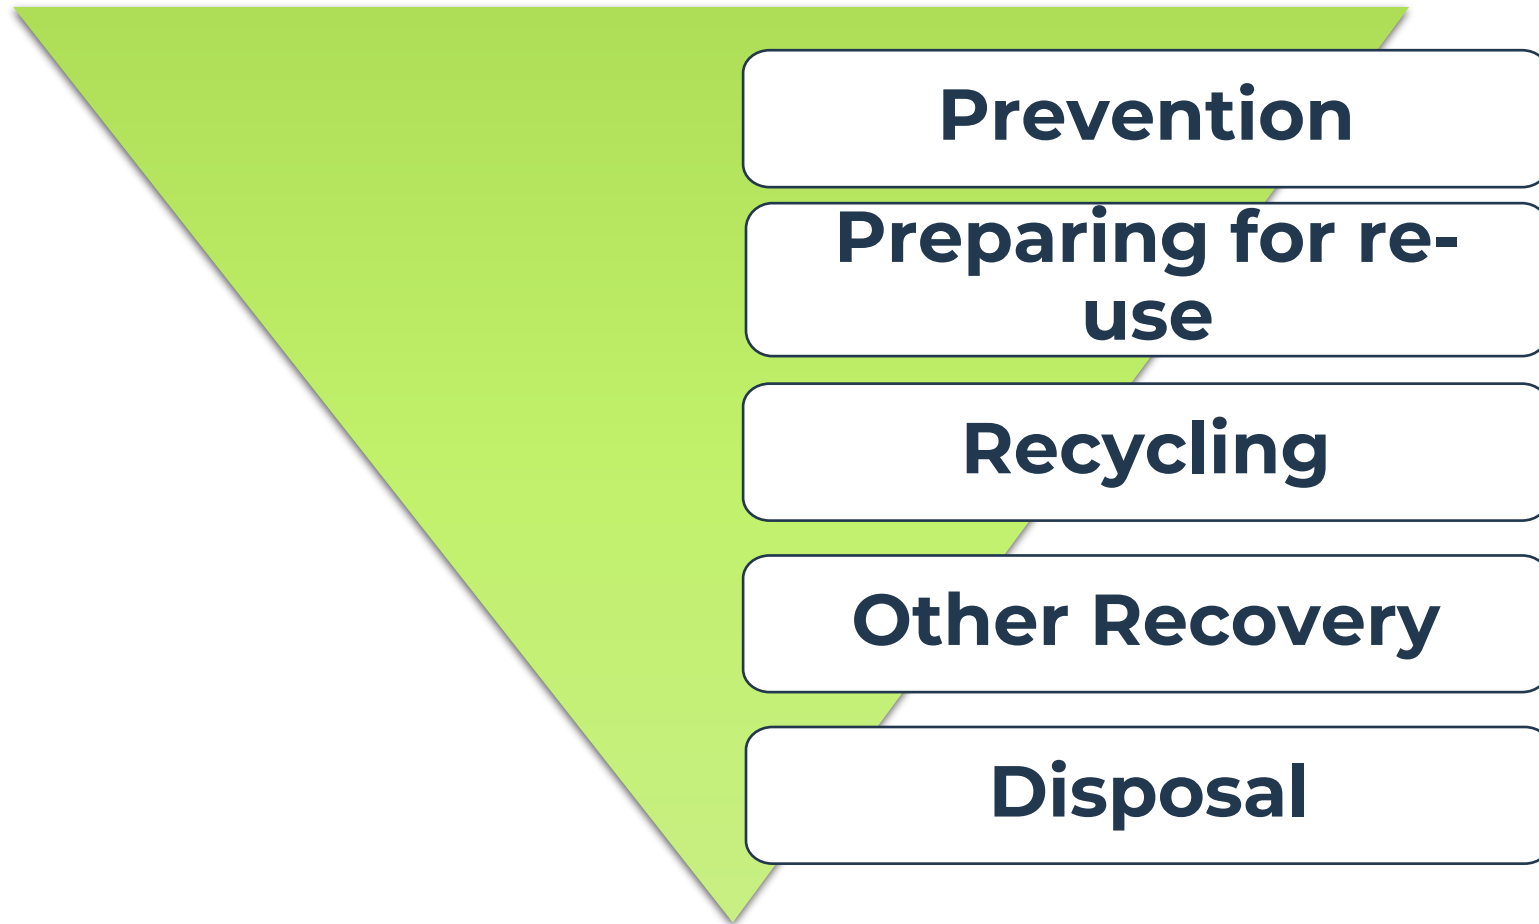 Prevention
Preparing for re-
use
Recycling
Other Recovery
Disposal